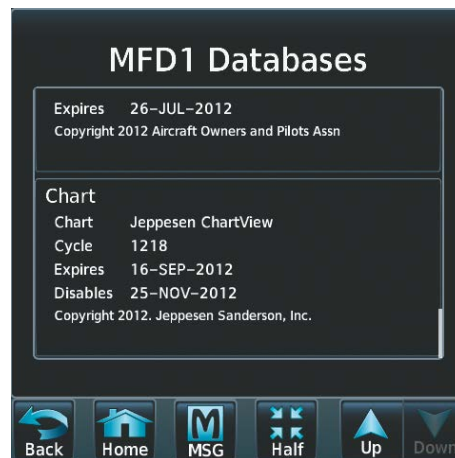 MFD1 Databases
Expires 26-JUL-2012
Copyright 2012 Aircraft Owners and Pilots Assn
Chart
Chart Jeppesen ChartView
Cycle 1218
Expires 16-SEP-2012
Disables 25-NOV-2012
Copyright 2012. Jeppesen Sanderson, Inc.
Back Home MSG Half Up Down